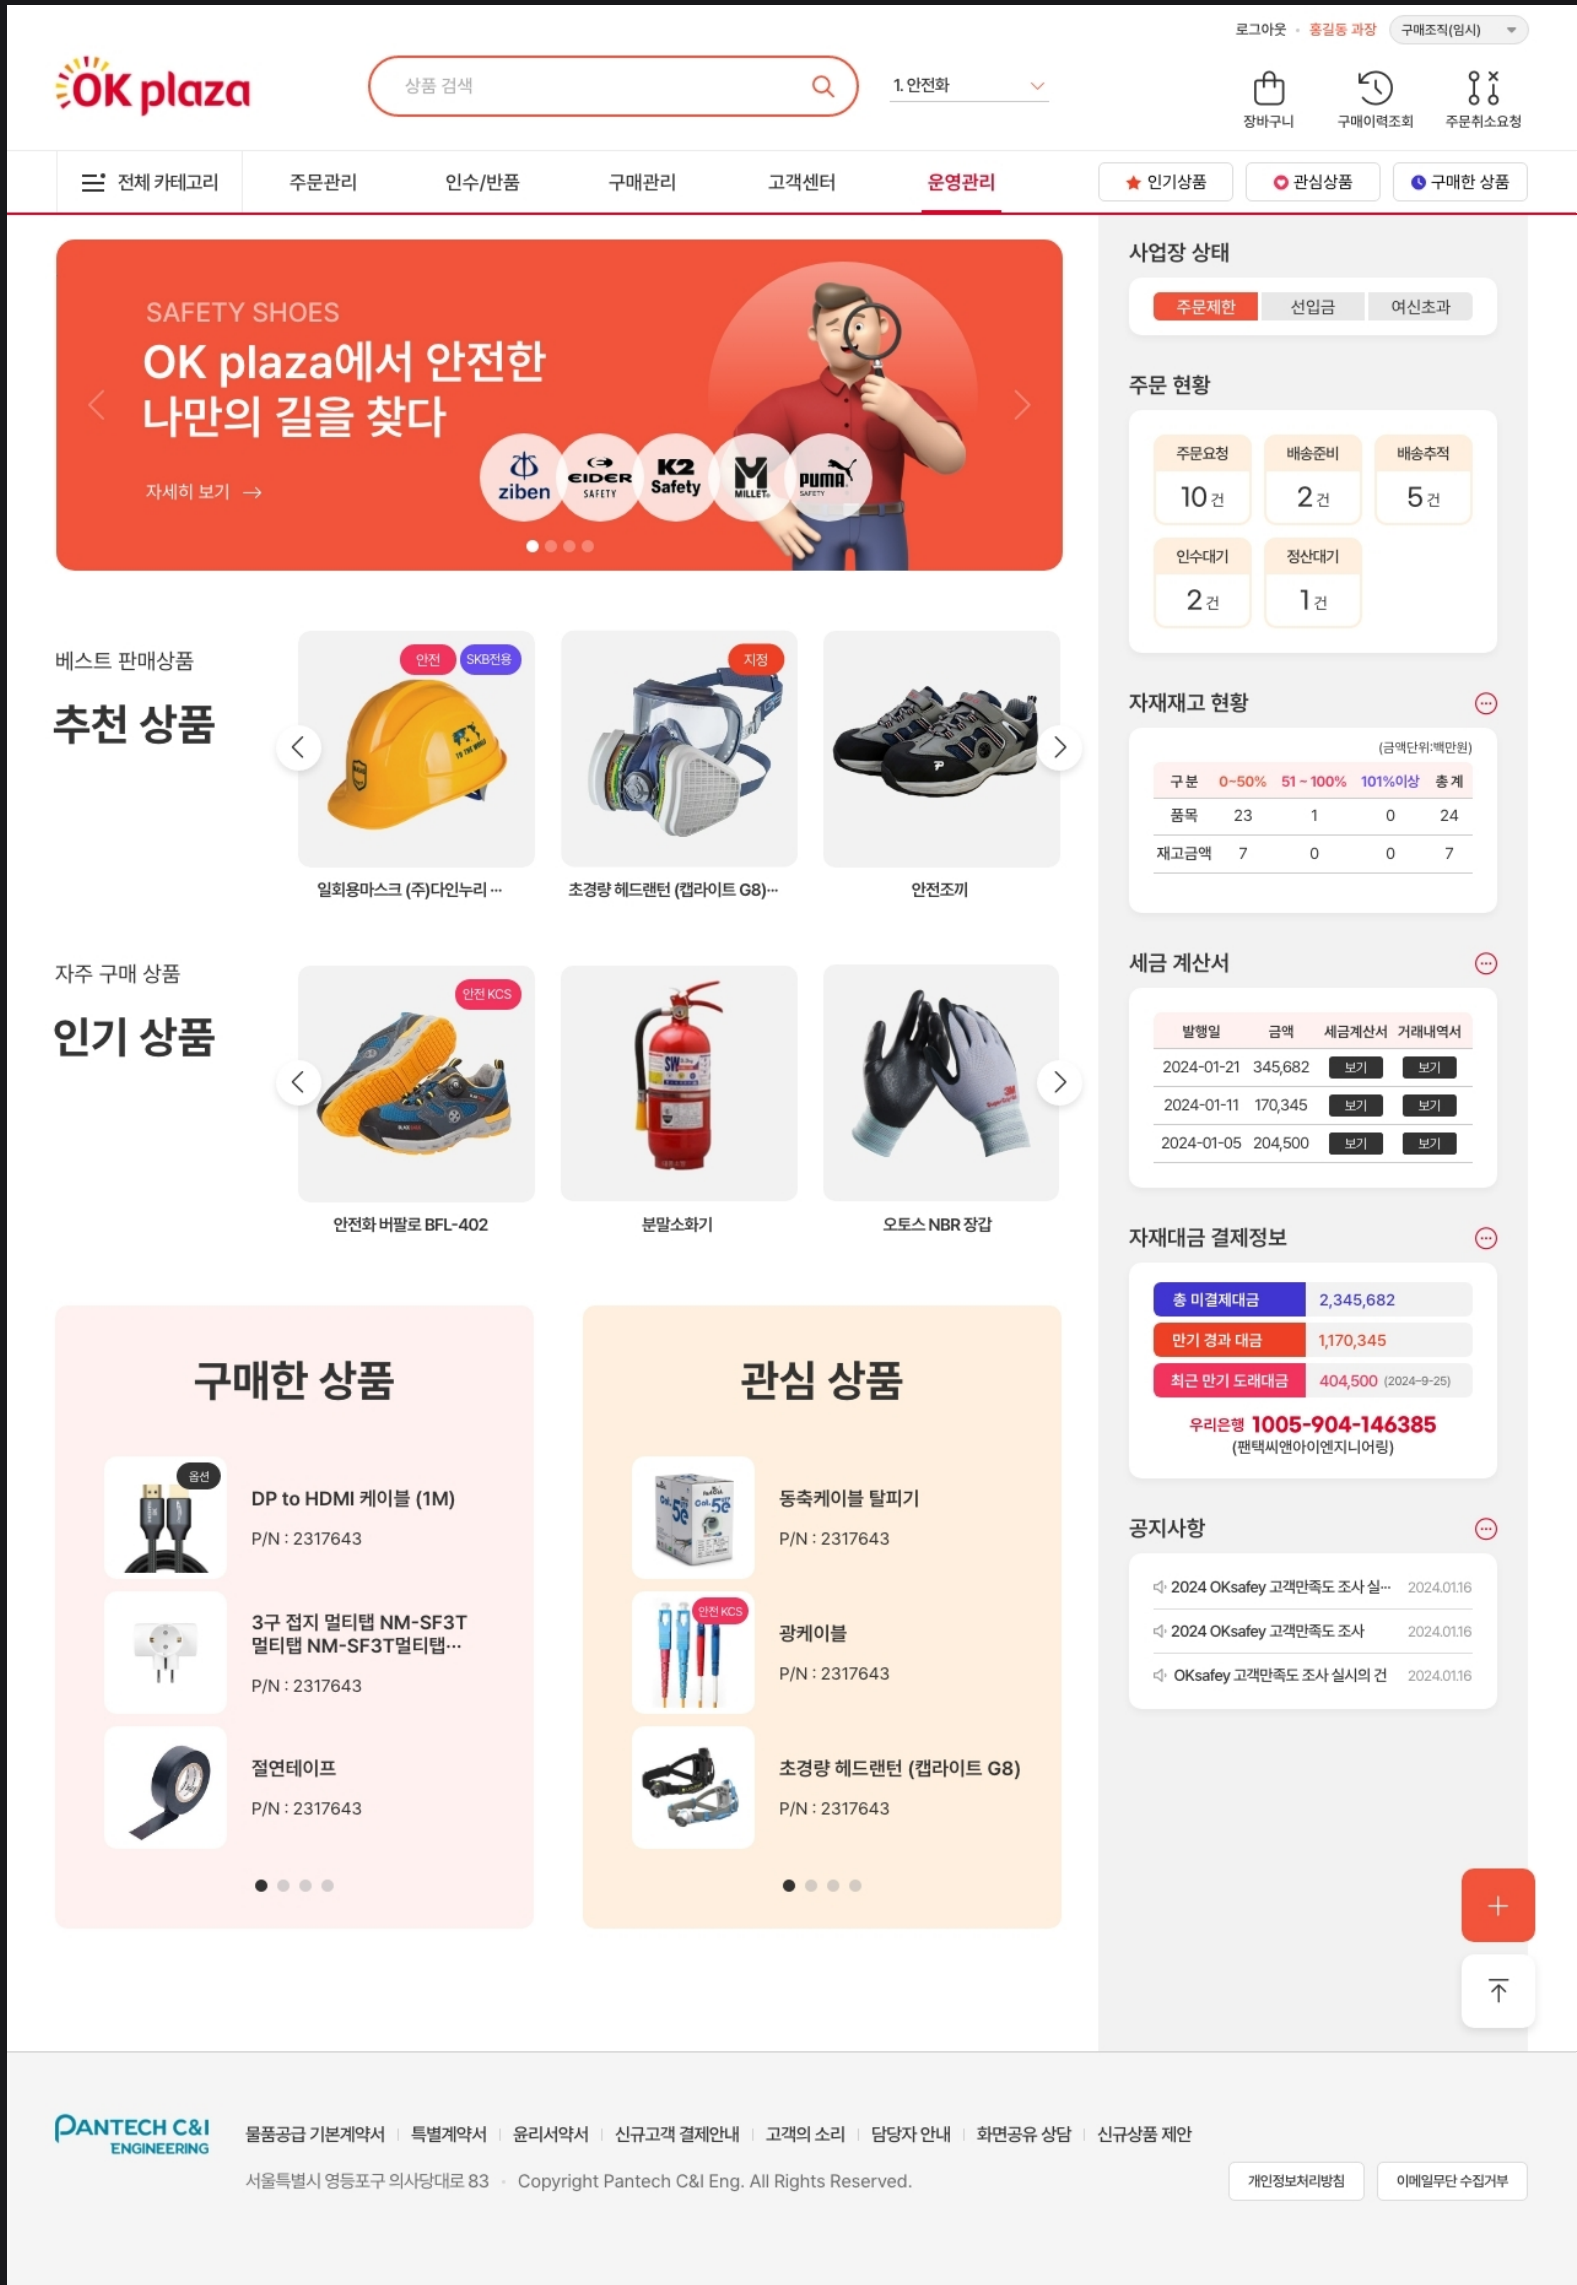 로그아웃 • 홍길동 과장 구매조직(임시)
OK plaza
상품 검색
1. 안전화
장바구니 구매이력조회 주문취소요청
전체 카테고리 주문관리 인수/반품 구매관리 고객센터 운영관리
인기상품 관심상품 구매한 상품
SAFETY SHOES
OK plaza에서 안전한
나만의 길을 찾다
자세히 보기 →
ziben
EIDER
SAFETY
K2
Safety
MILLET
PUMA
SAFETY
베스트 판매상품
추천 상품
안전 SKB전용
TO THE WORLD
지정
일회용마스크 (주)다인누리 ···
초경량 헤드랜턴 (캡라이트 G8)···
안전조끼
자주 구매 상품
인기 상품
안전 KCS
SW
3M
안전화 버팔로 BFL-402
분말소화기
오토스 NBR 장갑
구매한 상품
옵션
DP to HDMI 케이블 (1M)
P/N : 2317643
3구 접지 멀티탭 NM-SF3T
멀티탭 NM-SF3T멀티탭···
P/N : 2317643
절연테이프
P/N : 2317643
관심 상품
Cat.5e
동축케이블 탈피기
P/N : 2317643
안전 KCS
광케이블
P/N : 2317643
초경량 헤드랜턴 (캡라이트 G8)
P/N : 2317643
사업장 상태
주문제한 선입금 여신초과
주문 현황
주문요청 배송준비 배송추적
10 건 2 건 5 건
인수대기 정산대기
2 건 1 건
자재재고 현황
(금액단위:백만원)
구분 0~50% 51 ~ 100% 101%이상 총계
품목 23 1 0 24
재고금액 7 0 0 7
세금 계산서
발행일 금액 세금계산서 거래내역서
2024-01-21 345,682 보기 보기
2024-01-11 170,345 보기 보기
2024-01-05 204,500 보기 보기
자재대금 결제정보
총 미결제대금 2,345,682
만기 경과 대금 1,170,345
최근 만기 도래대금 404,500 (2024-9-25)
우리은행 1005-904-146385
(팬택씨앤아이엔지니어링)
공지사항
2024 OKsafey 고객만족도 조사 실··· 2024.01.16
2024 OKsafey 고객만족도 조사 2024.01.16
OKsafey 고객만족도 조사 실시의 건 2024.01.16
PANTECH C&I
ENGINEERING
물품공급 기본계약서 | 특별계약서 | 윤리서약서 | 신규고객 결제안내 | 고객의 소리 | 담당자 안내 | 화면공유 상담 | 신규상품 제안
서울특별시 영등포구 의사당대로 83 • Copyright Pantech C&I Eng. All Rights Reserved.
개인정보처리방침 이메일무단 수집거부